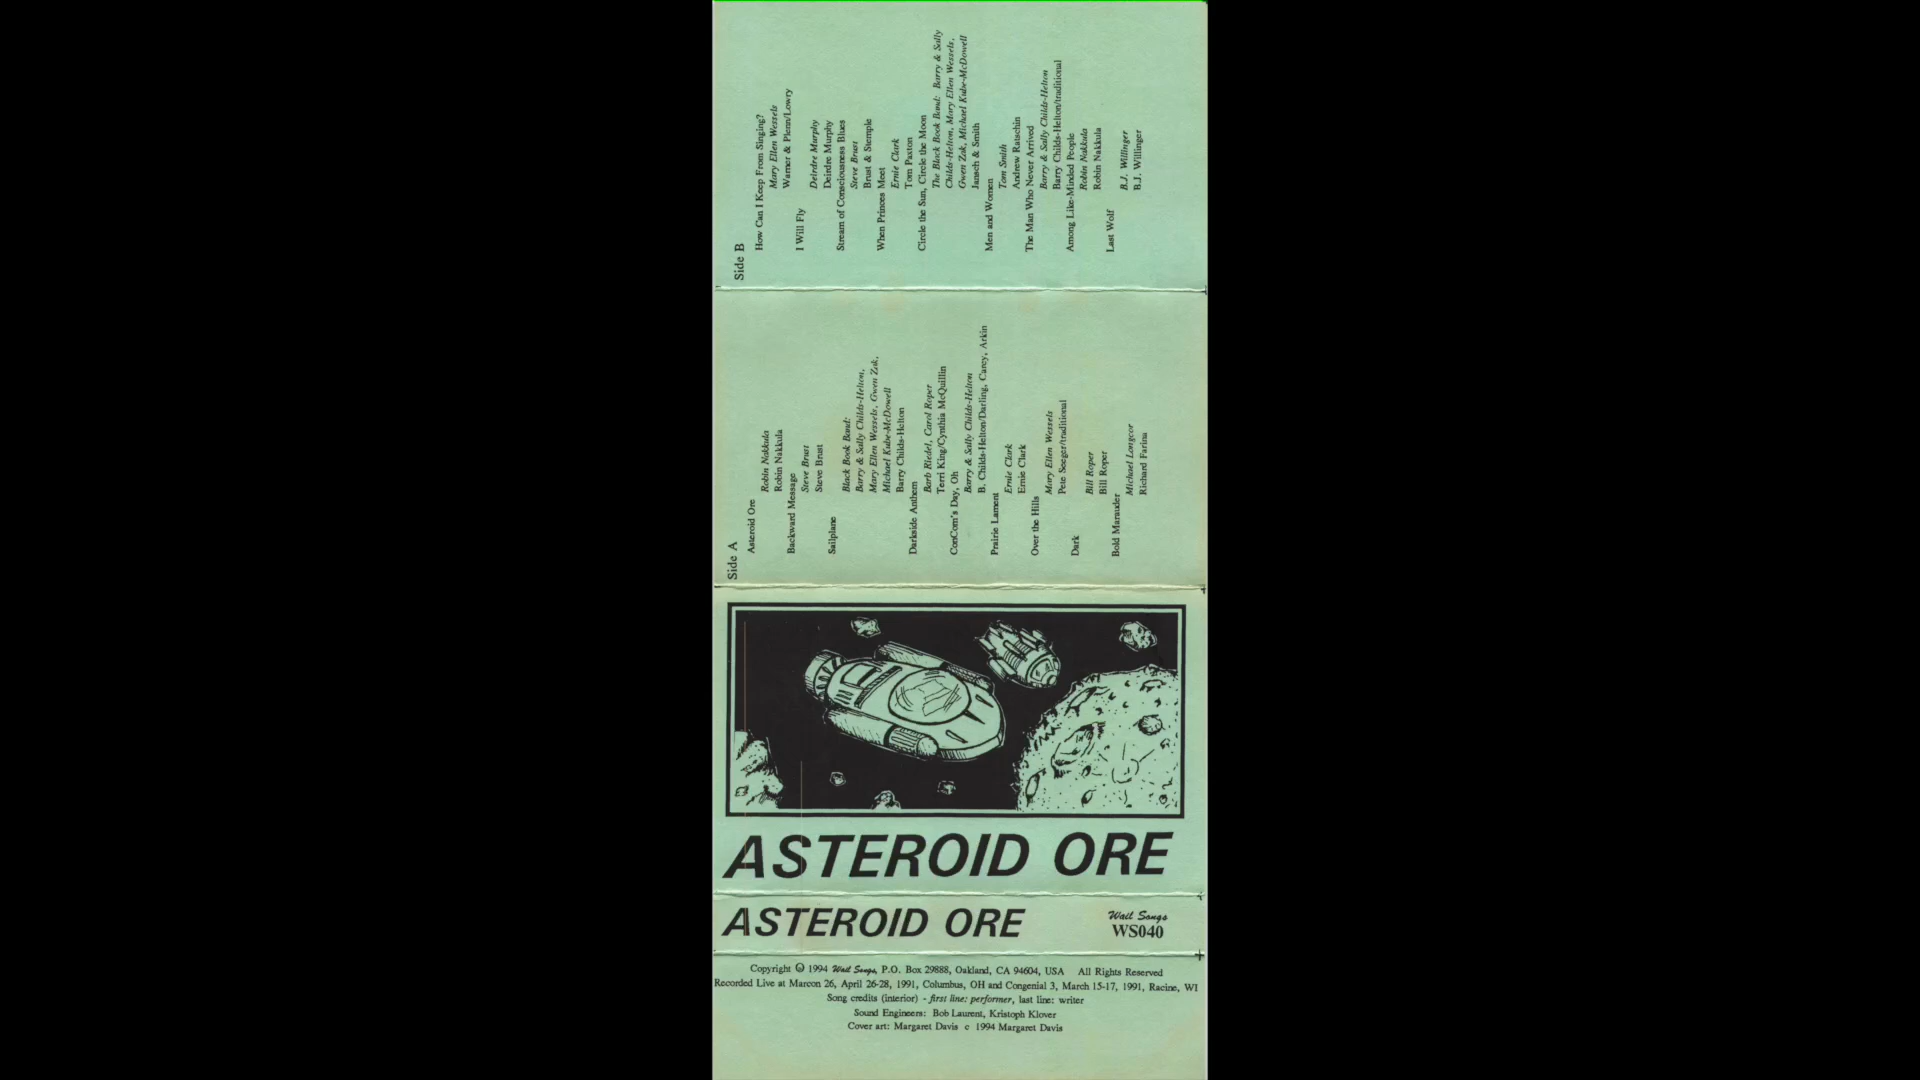 Side B
How Can I Keep From Singing?
Mary Ellen Wessels
Warner & Plenn/Lowry
I Will Fly
Deirdre Murphy
Deirdre Murphy
Stream of Consciousness Blues
Steve Brust
Brust & Stemple
When Princes Meet
Ernie Clark
Tom Paxton
Circle the Sun, Circle the Moon
The Black Book Band: Barry & Sally
Childs-Helton, Mary Ellen Wessels,
Gwen Zak, Michael Kube-McDowell
Jansch & Smith
Men and Women
Tom Smith
Andrew Ratschin
The Man Who Never Arrived
Barry & Sally Childs-Helton
Barry Childs-Helton/traditional
Among Like-Minded People
Robin Nakkula
Robin Nakkula
Last Wolf
B.J. Willinger
B.J. Willinger
Side A
Asteroid Ore
Robin Nakkula
Robin Nakkula
Backward Message
Steve Brust
Steve Brust
Sailplane
Black Book Band:
Barry & Sally Childs-Helton,
Mary Ellen Wessels, Gwen Zak,
Michael Kube-McDowell
Barry Childs-Helton
Darkside Anthem
Barb Riedel, Carol Roper
Terri King/Cynthia McQuillin
ConCom's Day, Oh
Barry & Sally Childs-Helton
B. Childs-Helton/Darling, Carey, Arkin
Prairie Lament
Ernie Clark
Ernie Clark
Over the Hills
Mary Ellen Wessels
Pete Seeger/traditional
Dark
Bill Roper
Bill Roper
Bold Marauder
Michael Longcor
Richard Farina
ASTEROID ORE
ASTEROID ORE
Wail Songs
WS040
Copyright © 1994 Wail Songs, P.O. Box 29888, Oakland, CA 94604, USA All Rights Reserved
Recorded Live at Marcon 26, April 26-28, 1991, Columbus, OH and Congenial 3, March 15-17, 1991, Racine, WI
Song credits (interior) - first line: performer, last line: writer
Sound Engineers: Bob Laurent, Kristoph Klover
Cover art: Margaret Davis c 1994 Margaret Davis